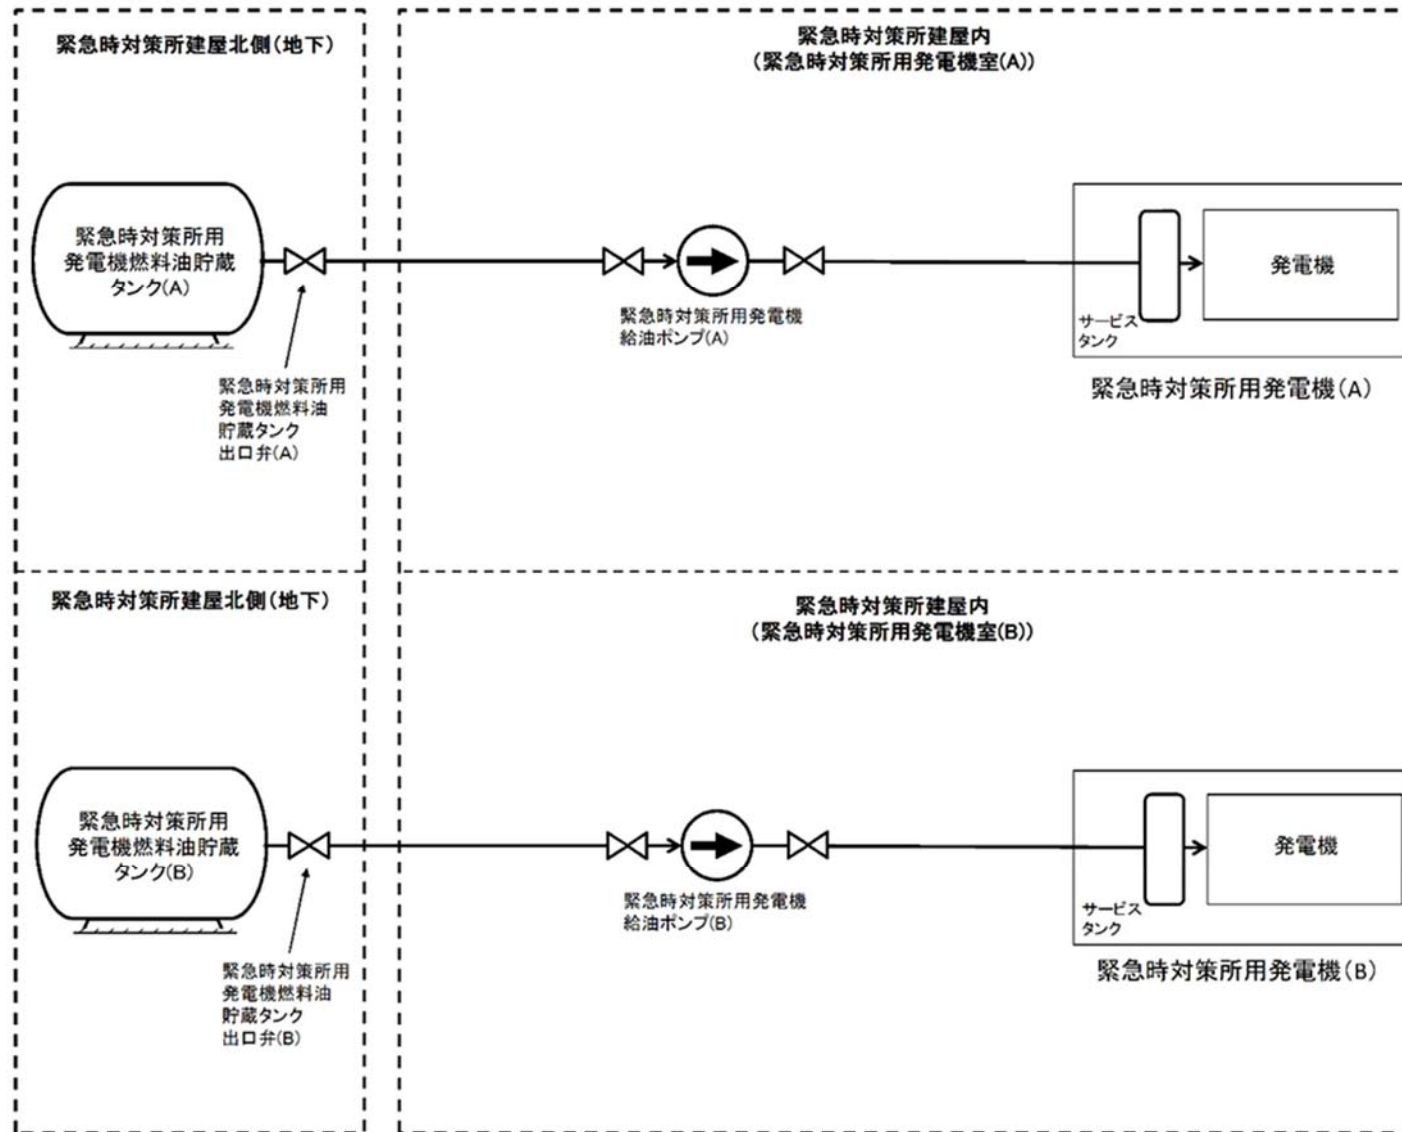 緊急時対策所建屋北側(地下)
緊急時対策所建屋内
(緊急時対策所用発電機室(A))
緊急時対策所用
発電機燃料油貯蔵
タンク(A)
緊急時対策所用
発電機燃料油
貯蔵タンク
出口弁(A)
緊急時対策所用発電機
給油ポンプ(A)
サービス
タンク
発電機
緊急時対策所用発電機(A)
緊急時対策所建屋北側(地下)
緊急時対策所建屋内
(緊急時対策所用発電機室(B))
緊急時対策所用
発電機燃料油貯蔵
タンク(B)
緊急時対策所用
発電機燃料油
貯蔵タンク
出口弁(B)
緊急時対策所用発電機
給油ポンプ(B)
サービス
タンク
発電機
緊急時対策所用発電機(B)